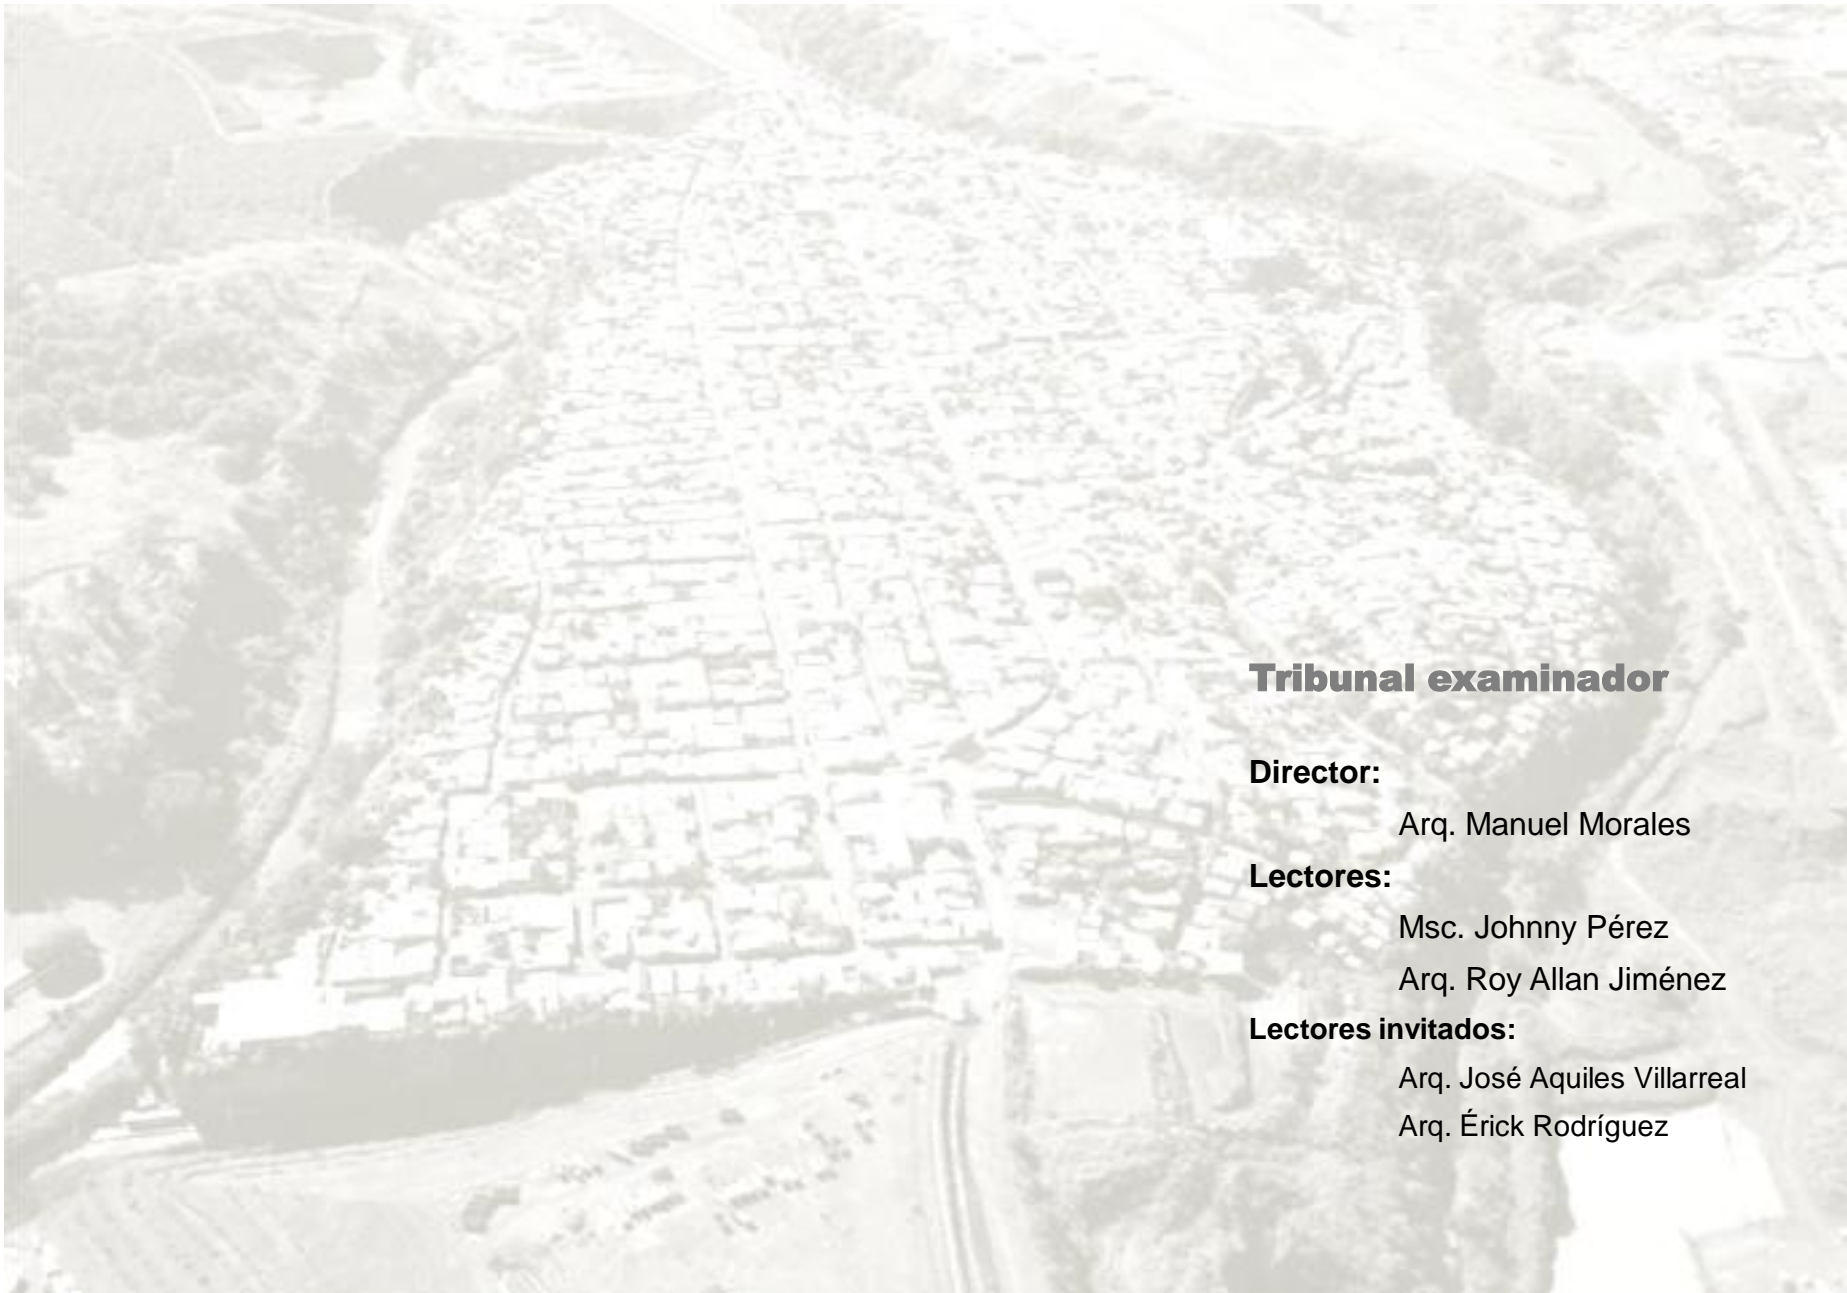 Tribunal examinador
Director:
Arq. Manuel Morales
Lectores:
Msc. Johnny Pérez
Arq. Roy Allan Jiménez
Lectores invitados:
Arq. José Aquiles Villarreal
Arq. Érick Rodríguez